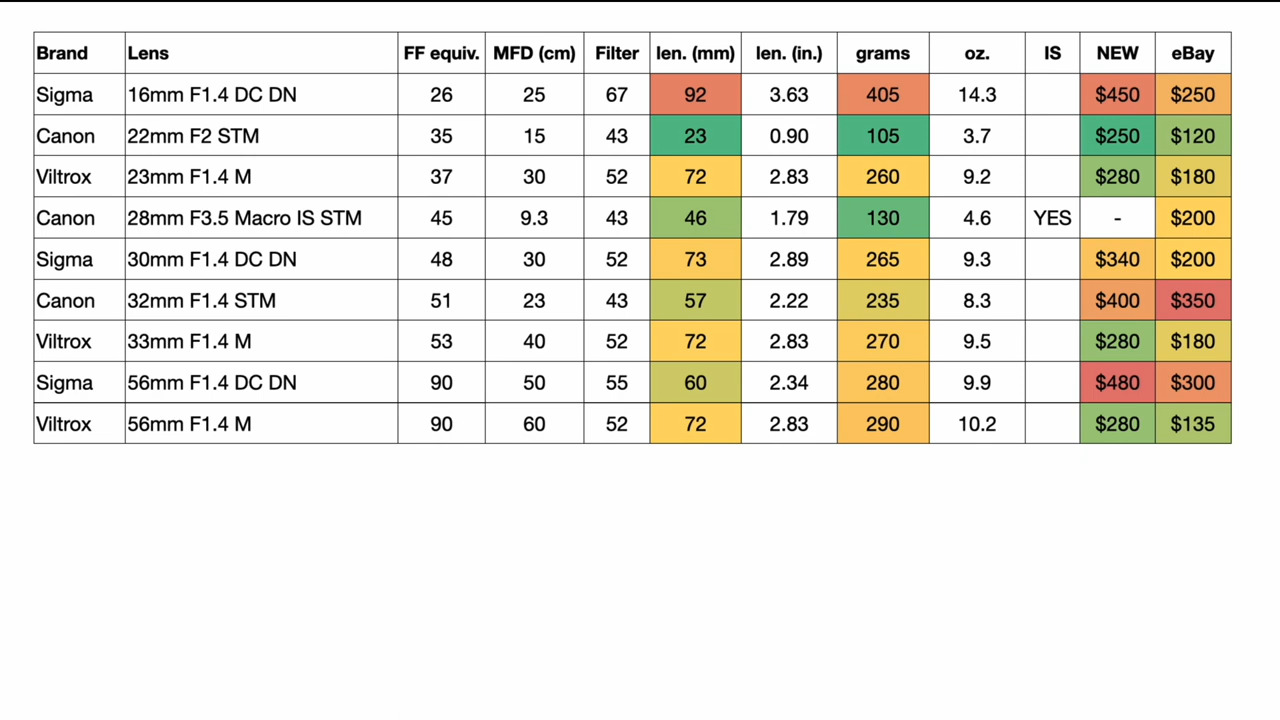 Brand Lens FF equiv. MFD (cm) Filter len. (mm) len. (in.) grams oz. IS NEW eBay
Sigma 16mm F1.4 DC DN 26 25 67 92 3.63 405 14.3 $450 $250
Canon 22mm F2 STM 35 15 43 23 0.90 105 3.7 $250 $120
Viltrox 23mm F1.4 M 37 30 52 72 2.83 260 9.2 $280 $180
Canon 28mm F3.5 Macro IS STM 45 9.3 43 46 1.79 130 4.6 YES - $200
Sigma 30mm F1.4 DC DN 48 30 52 73 2.89 265 9.3 $340 $200
Canon 32mm F1.4 STM 51 23 43 57 2.22 235 8.3 $400 $350
Viltrox 33mm F1.4 M 53 40 52 72 2.83 270 9.5 $280 $180
Sigma 56mm F1.4 DC DN 90 50 55 60 2.34 280 9.9 $480 $300
Viltrox 56mm F1.4 M 90 60 52 72 2.83 290 10.2 $280 $135